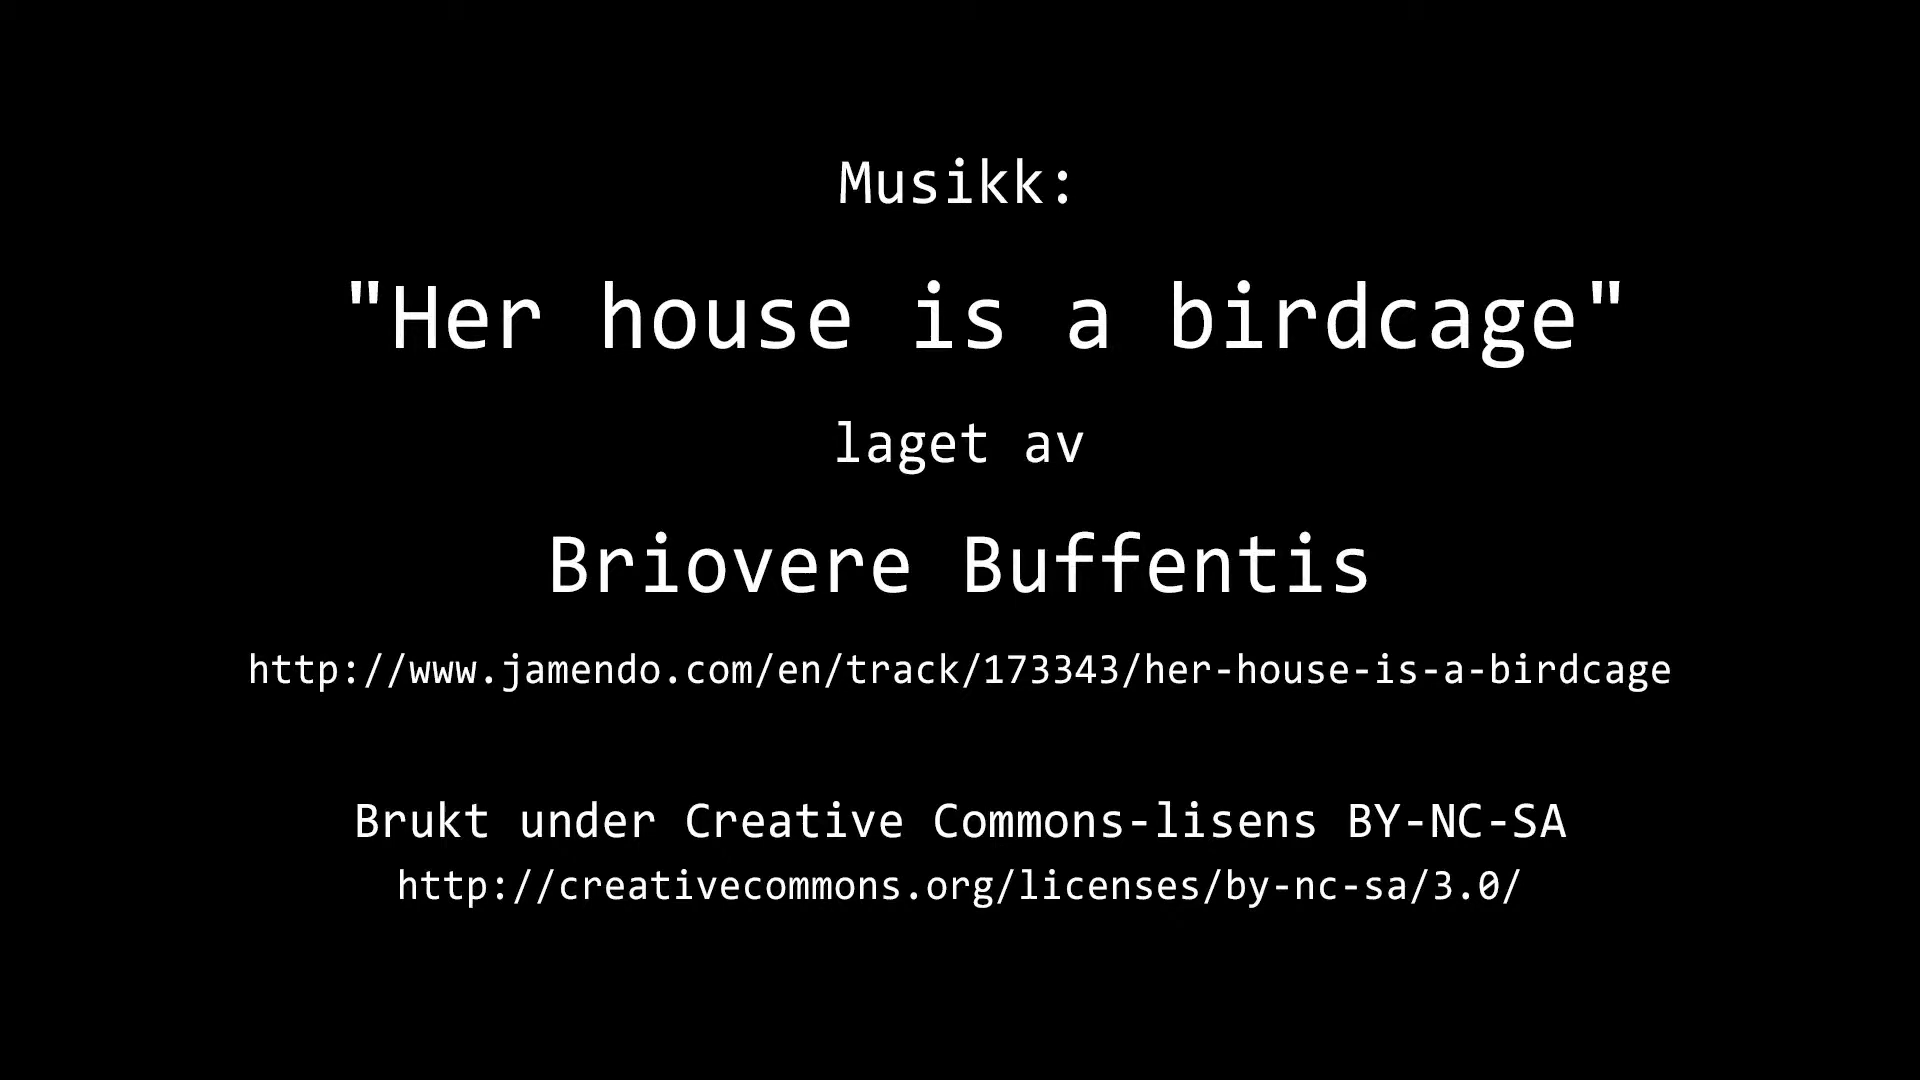 Musikk:
"Her house is a birdcage"
laget av
Briovere Buffentis
http://www.jamendo.com/en/track/173343/her-house-is-a-birdcage
Brukt under Creative Commons-lisens BY-NC-SA
http://creativecommons.org/licenses/by-nc-sa/3.0/